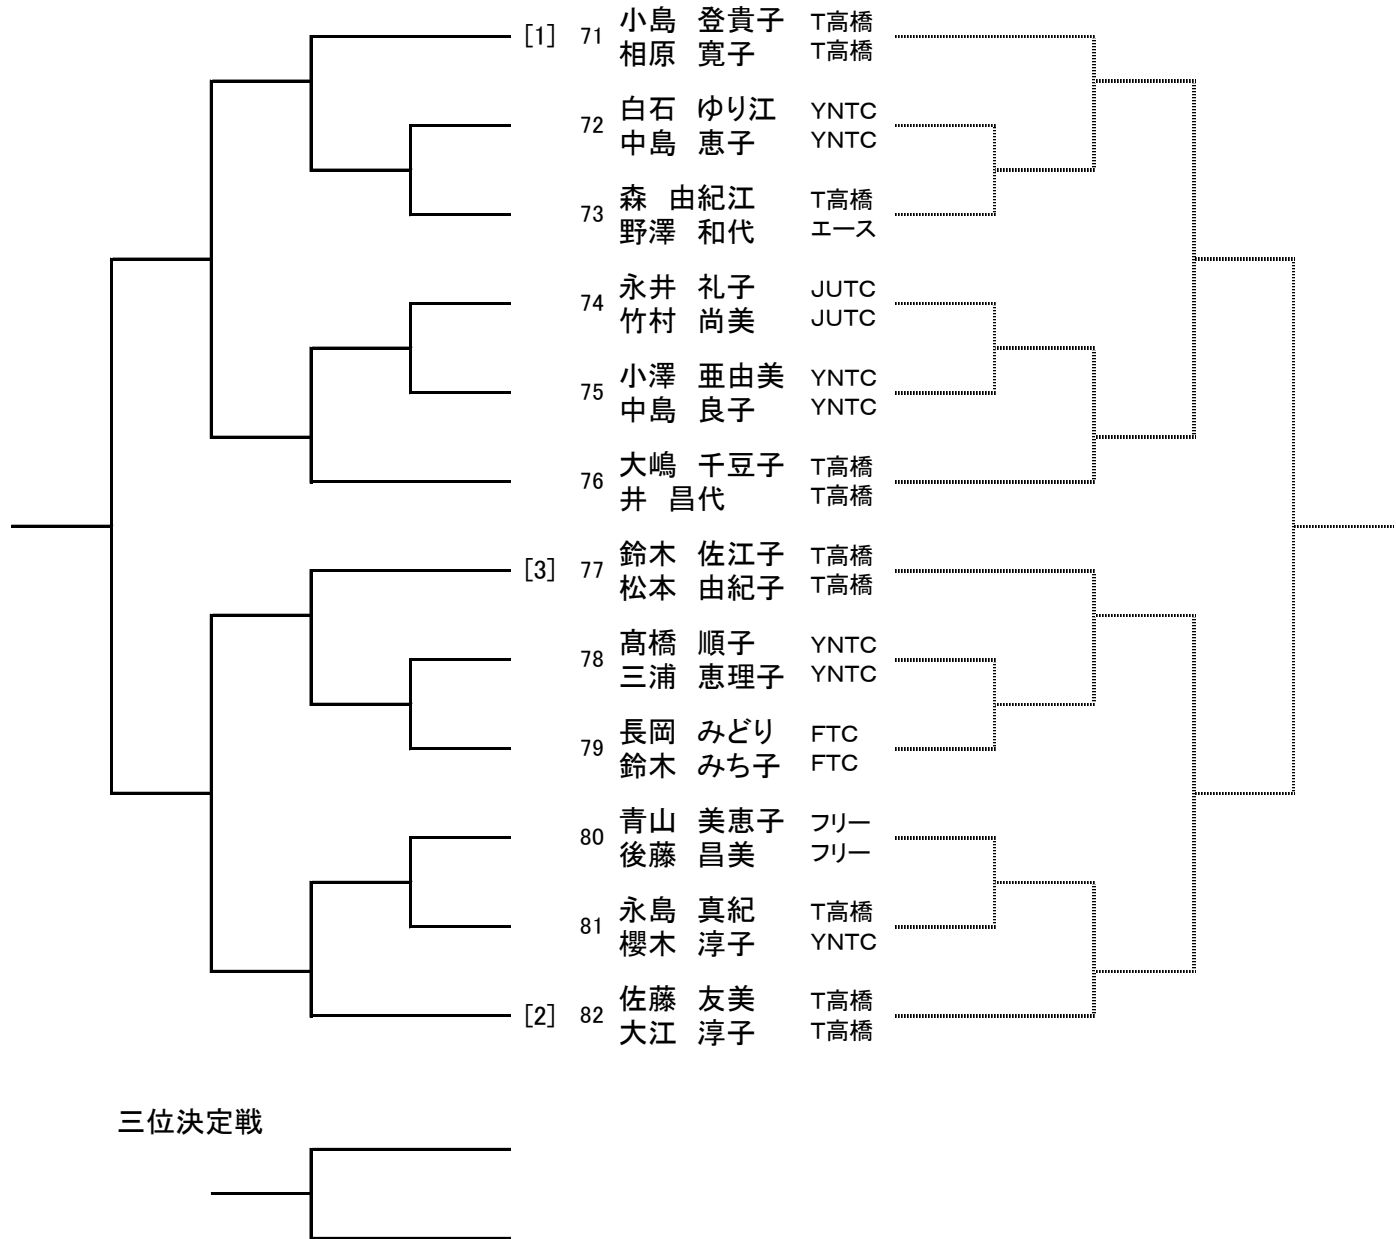 [1] 71 小島 登貴子 T高橋
相原 寛子 T高橋
72 白石 ゆり江 YNTC
中島 恵子 YNTC
73 森 由紀江 T高橋
野澤 和代 エース
74 永井 礼子 JUTC
竹村 尚美 JUTC
75 小澤 亜由美 YNTC
中島 良子 YNTC
76 大嶋 千豆子 T高橋
井 昌代 T高橋
[3] 77 鈴木 佐江子 T高橋
松本 由紀子 T高橋
78 髙橋 順子 YNTC
三浦 恵理子 YNTC
79 長岡 みどり FTC
鈴木 みち子 FTC
80 青山 美恵子 フリー
後藤 昌美 フリー
81 永島 真紀 T高橋
櫻木 淳子 YNTC
[2] 82 佐藤 友美 T高橋
大江 淳子 T高橋
三位決定戦